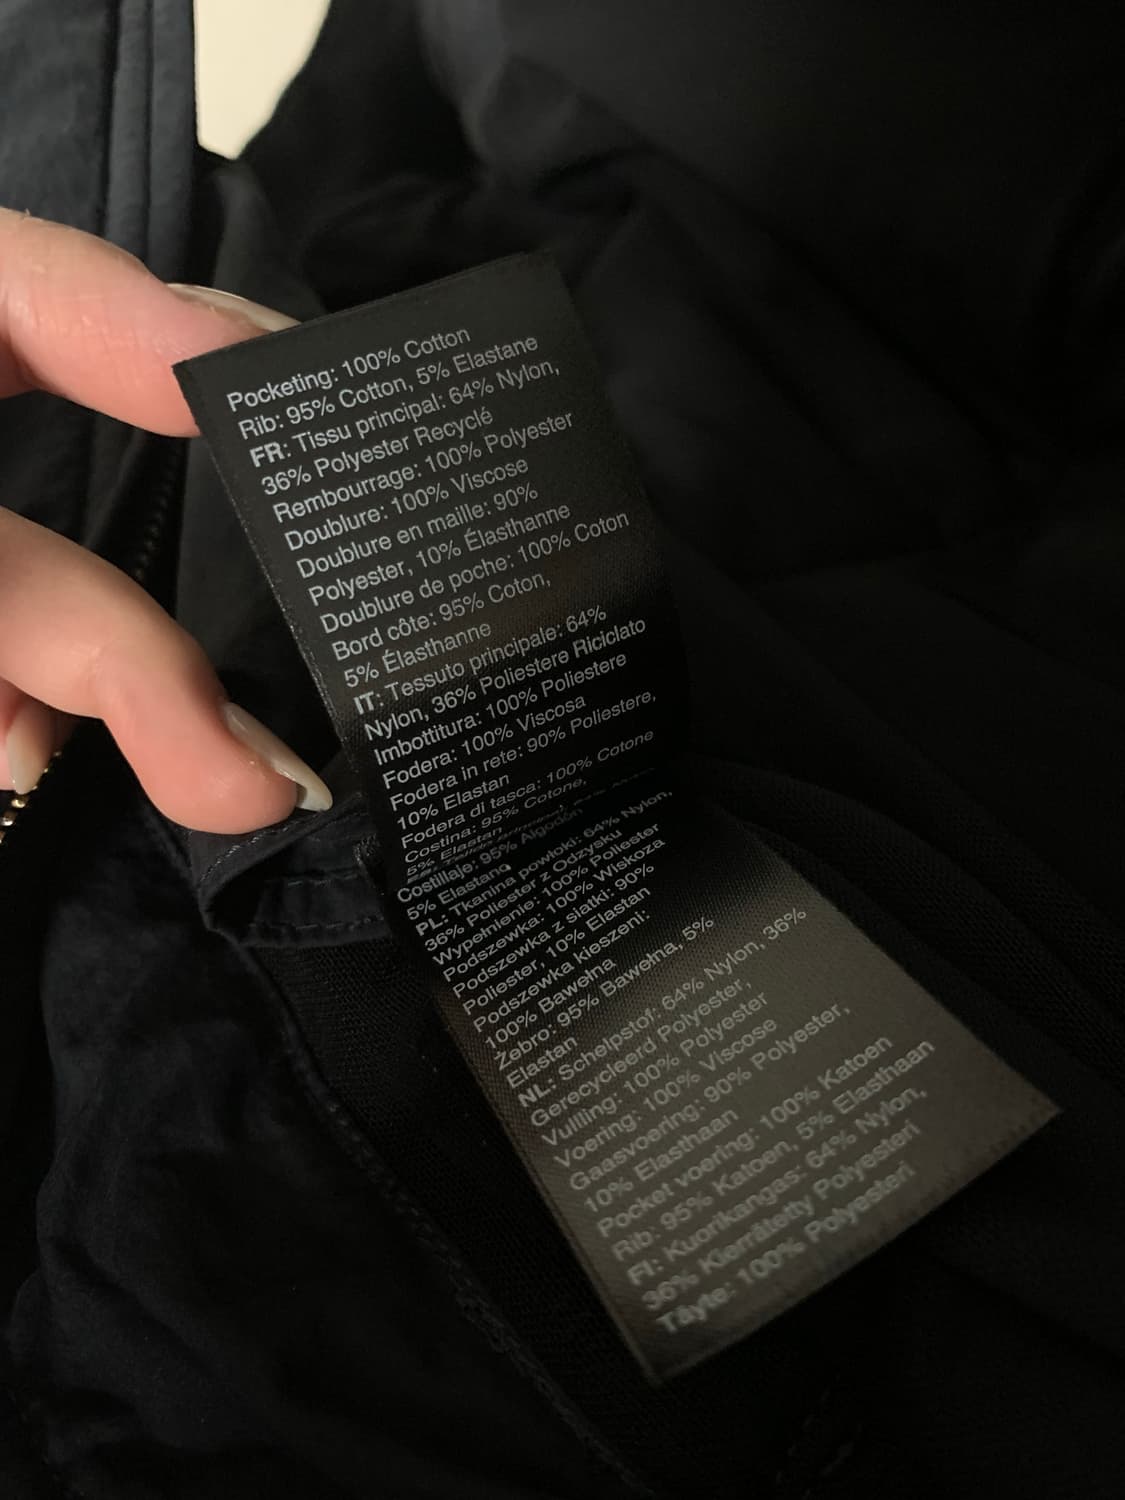 Pocketing: 100% Cotton
Rib: 95% Cotton, 5% Elastane
FR: Tissu principal: 64% Nylon,
36% Polyester Recyclé
Rembourrage: 100% Polyester
Doublure: 100% Viscose
Doublure en maille: 90%
Polyester, 10% Élasthanne
Doublure de poche: 100% Coton
Bord côte: 95% Coton,
5% Élasthanne
IT: Tessuto principale: 64%
Nylon, 36% Poliestere Riciclato
Imbottitura: 100% Poliestere
Fodera: 100% Viscosa
Fodera in rete: 90% Poliestere,
10% Elastan
Fodera di tasca: 100% Cotone
Costina: 95% Cotone,
5% Elastan
Costillaje: 95% Algodón
5% Elastano
PL: Tkanina powłoki: 64% Nylon,
36% Poliester z Odzysku
Wypełnienie: 100% Poliester
Podszewka: 100% Wiskoza
Podszewka z siatki: 90%
Poliester, 10% Elastan
Podszewka kieszeni:
100% Bawełna
Żebro: 95% Bawełna, 5%
Elastan
NL: Schelpstof: 64% Nylon, 36%
Gerecycleerd Polyester,
Vulling: 100% Polyester
Voering: 100% Viscose
Gaasvoering: 90% Polyester,
10% Elasthaan
Pocket voering: 100% Katoen
Rib: 95% Katoen, 5% Elasthaan
FI: Kuorikangas: 64% Nylon,
36% Kierrätetty Polyesteri
Täyte: 100% Polyesteri